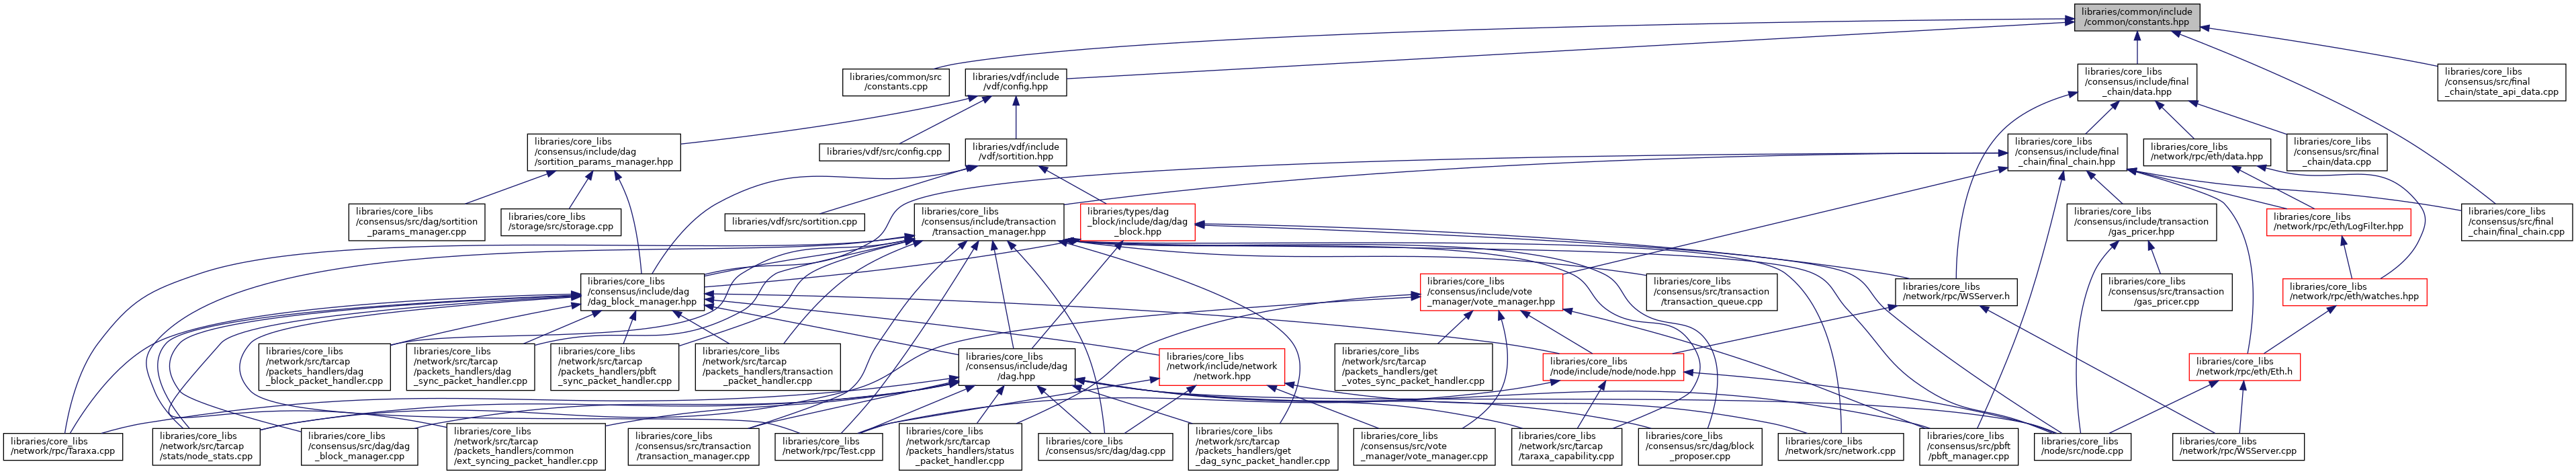 libraries/common/include
/common/constants.hpp
libraries/common/src
/constants.cpp
libraries/vdf/include
/vdf/config.hpp
libraries/core_libs
/consensus/include/final
_chain/data.hpp
libraries/core_libs
/consensus/src/final
_chain/state_api_data.cpp
libraries/core_libs
/consensus/include/dag
/sortition_params_manager.hpp
libraries/vdf/src/config.cpp
libraries/vdf/include
/vdf/sortition.hpp
libraries/core_libs
/consensus/include/final
_chain/final_chain.hpp
libraries/core_libs
/network/rpc/eth/data.hpp
libraries/core_libs
/consensus/src/final
_chain/data.cpp
libraries/core_libs
/consensus/src/dag/sortition
_params_manager.cpp
libraries/core_libs
/storage/src/storage.cpp
libraries/vdf/src/sortition.cpp
libraries/core_libs
/consensus/include/transaction
/transaction_manager.hpp
libraries/types/dag
_block/include/dag/dag
_block.hpp
libraries/core_libs
/consensus/include/transaction
/gas_pricer.hpp
libraries/core_libs
/network/rpc/eth/LogFilter.hpp
libraries/core_libs
/consensus/src/final
_chain/final_chain.cpp
libraries/core_libs
/consensus/include/dag
/dag_block_manager.hpp
libraries/core_libs
/consensus/include/vote
_manager/vote_manager.hpp
libraries/core_libs
/consensus/src/transaction
/transaction_queue.cpp
libraries/core_libs
/network/rpc/WSServer.h
libraries/core_libs
/consensus/src/transaction
/gas_pricer.cpp
libraries/core_libs
/network/rpc/eth/watches.hpp
libraries/core_libs
/network/src/tarcap
/packets_handlers/dag
_block_packet_handler.cpp
libraries/core_libs
/network/src/tarcap
/packets_handlers/dag
_sync_packet_handler.cpp
libraries/core_libs
/network/src/tarcap
/packets_handlers/pbft
_sync_packet_handler.cpp
libraries/core_libs
/network/src/tarcap
/packets_handlers/transaction
_packet_handler.cpp
libraries/core_libs
/consensus/include/dag
/dag.hpp
libraries/core_libs
/network/include/network
/network.hpp
libraries/core_libs
/network/src/tarcap
/packets_handlers/get
_votes_sync_packet_handler.cpp
libraries/core_libs
/node/include/node/node.hpp
libraries/core_libs
/network/rpc/eth/Eth.h
libraries/core_libs
/network/rpc/Taraxa.cpp
libraries/core_libs
/network/src/tarcap
/stats/node_stats.cpp
libraries/core_libs
/consensus/src/dag/dag
_block_manager.cpp
libraries/core_libs
/network/src/tarcap
/packets_handlers/common
/ext_syncing_packet_handler.cpp
libraries/core_libs
/consensus/src/transaction
/transaction_manager.cpp
libraries/core_libs
/network/rpc/Test.cpp
libraries/core_libs
/network/src/tarcap
/packets_handlers/status
_packet_handler.cpp
libraries/core_libs
/consensus/src/dag/dag.cpp
libraries/core_libs
/network/src/tarcap
/packets_handlers/get
_dag_sync_packet_handler.cpp
libraries/core_libs
/consensus/src/vote
_manager/vote_manager.cpp
libraries/core_libs
/network/src/tarcap
/taraxa_capability.cpp
libraries/core_libs
/consensus/src/dag/block
_proposer.cpp
libraries/core_libs
/network/src/network.cpp
libraries/core_libs
/consensus/src/pbft
/pbft_manager.cpp
libraries/core_libs
/node/src/node.cpp
libraries/core_libs
/network/rpc/WSServer.cpp